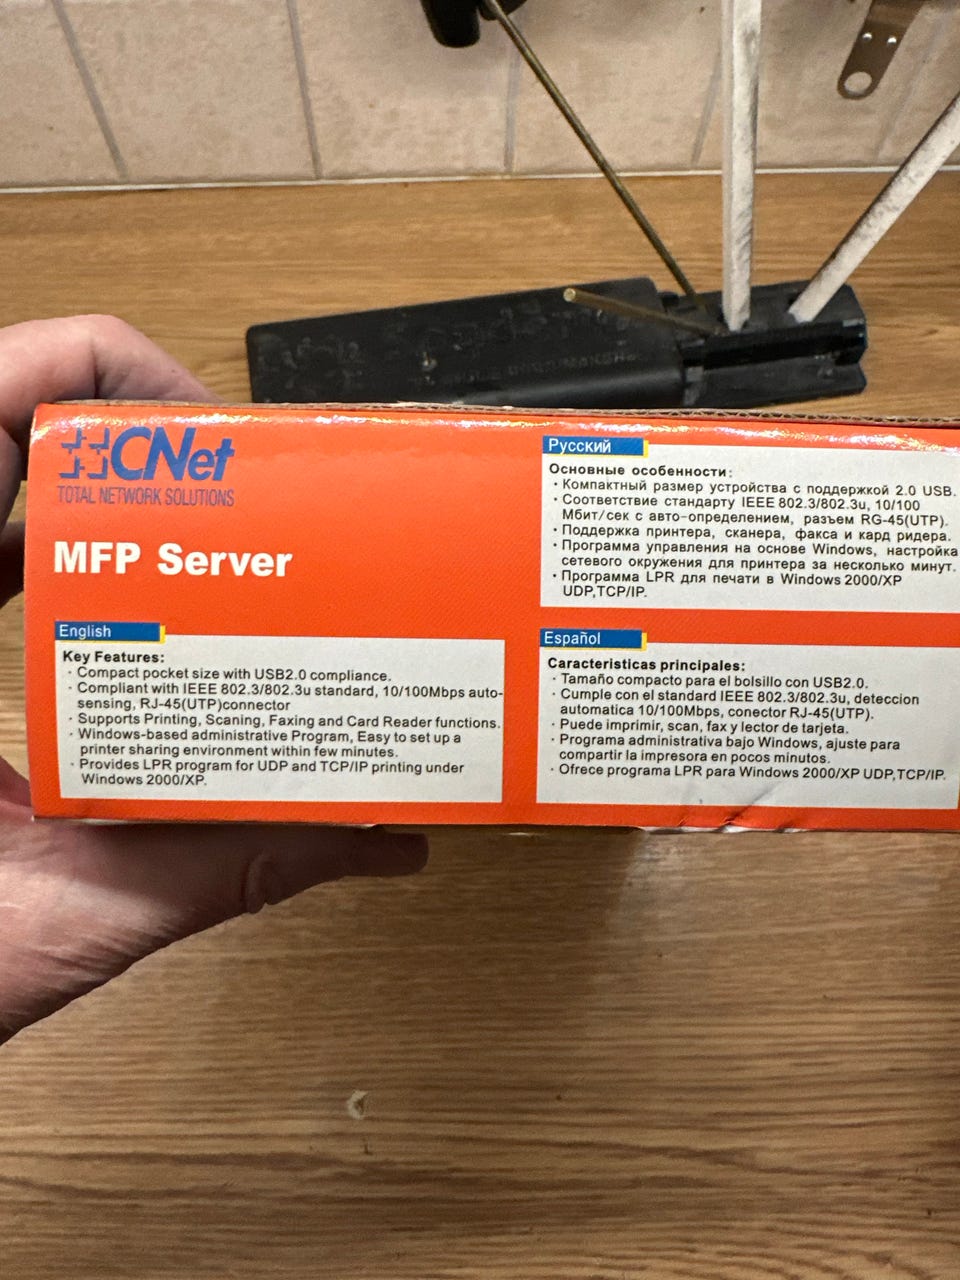 CNet
TOTAL NETWORK SOLUTIONS
MFP Server
English
Key Features:
· Compact pocket size with USB2.0 compliance.
· Compliant with IEEE 802.3/802.3u standard, 10/100Mbps auto-
sensing, RJ-45(UTP)connector
· Supports Printing, Scaning, Faxing and Card Reader functions.
· Windows-based administrative Program, Easy to set up a
printer sharing environment within few minutes.
· Provides LPR program for UDP and TCP/IP printing under
Windows 2000/XP.
Русский
Основные особенности:
· Компактный размер устройства с поддержкой 2.0 USB.
· Соответствие стандарту IEEE 802.3/802.3u, 10/100
Мбит/сек с авто-определением, разъем RG-45(UTP).
· Поддержка принтера, сканера, факса и кард ридера.
· Программа управления на основе Windows, настройка
сетевого окружения для принтера за несколько минут.
· Программа LPR для печати в Windows 2000/XP
UDP,TCP/IP.
Español
Caracteristicas principales:
· Tamaño compacto para el bolsillo con USB2.0.
· Cumple con el standard IEEE 802.3/802.3u, deteccion
automatica 10/100Mbps, conector RJ-45(UTP).
· Puede imprimir, scan, fax y lector de tarjeta.
· Programa administrativa bajo Windows, ajuste para
compartir la impresora en pocos minutos.
· Ofrece programa LPR para Windows 2000/XP UDP,TCP/IP.